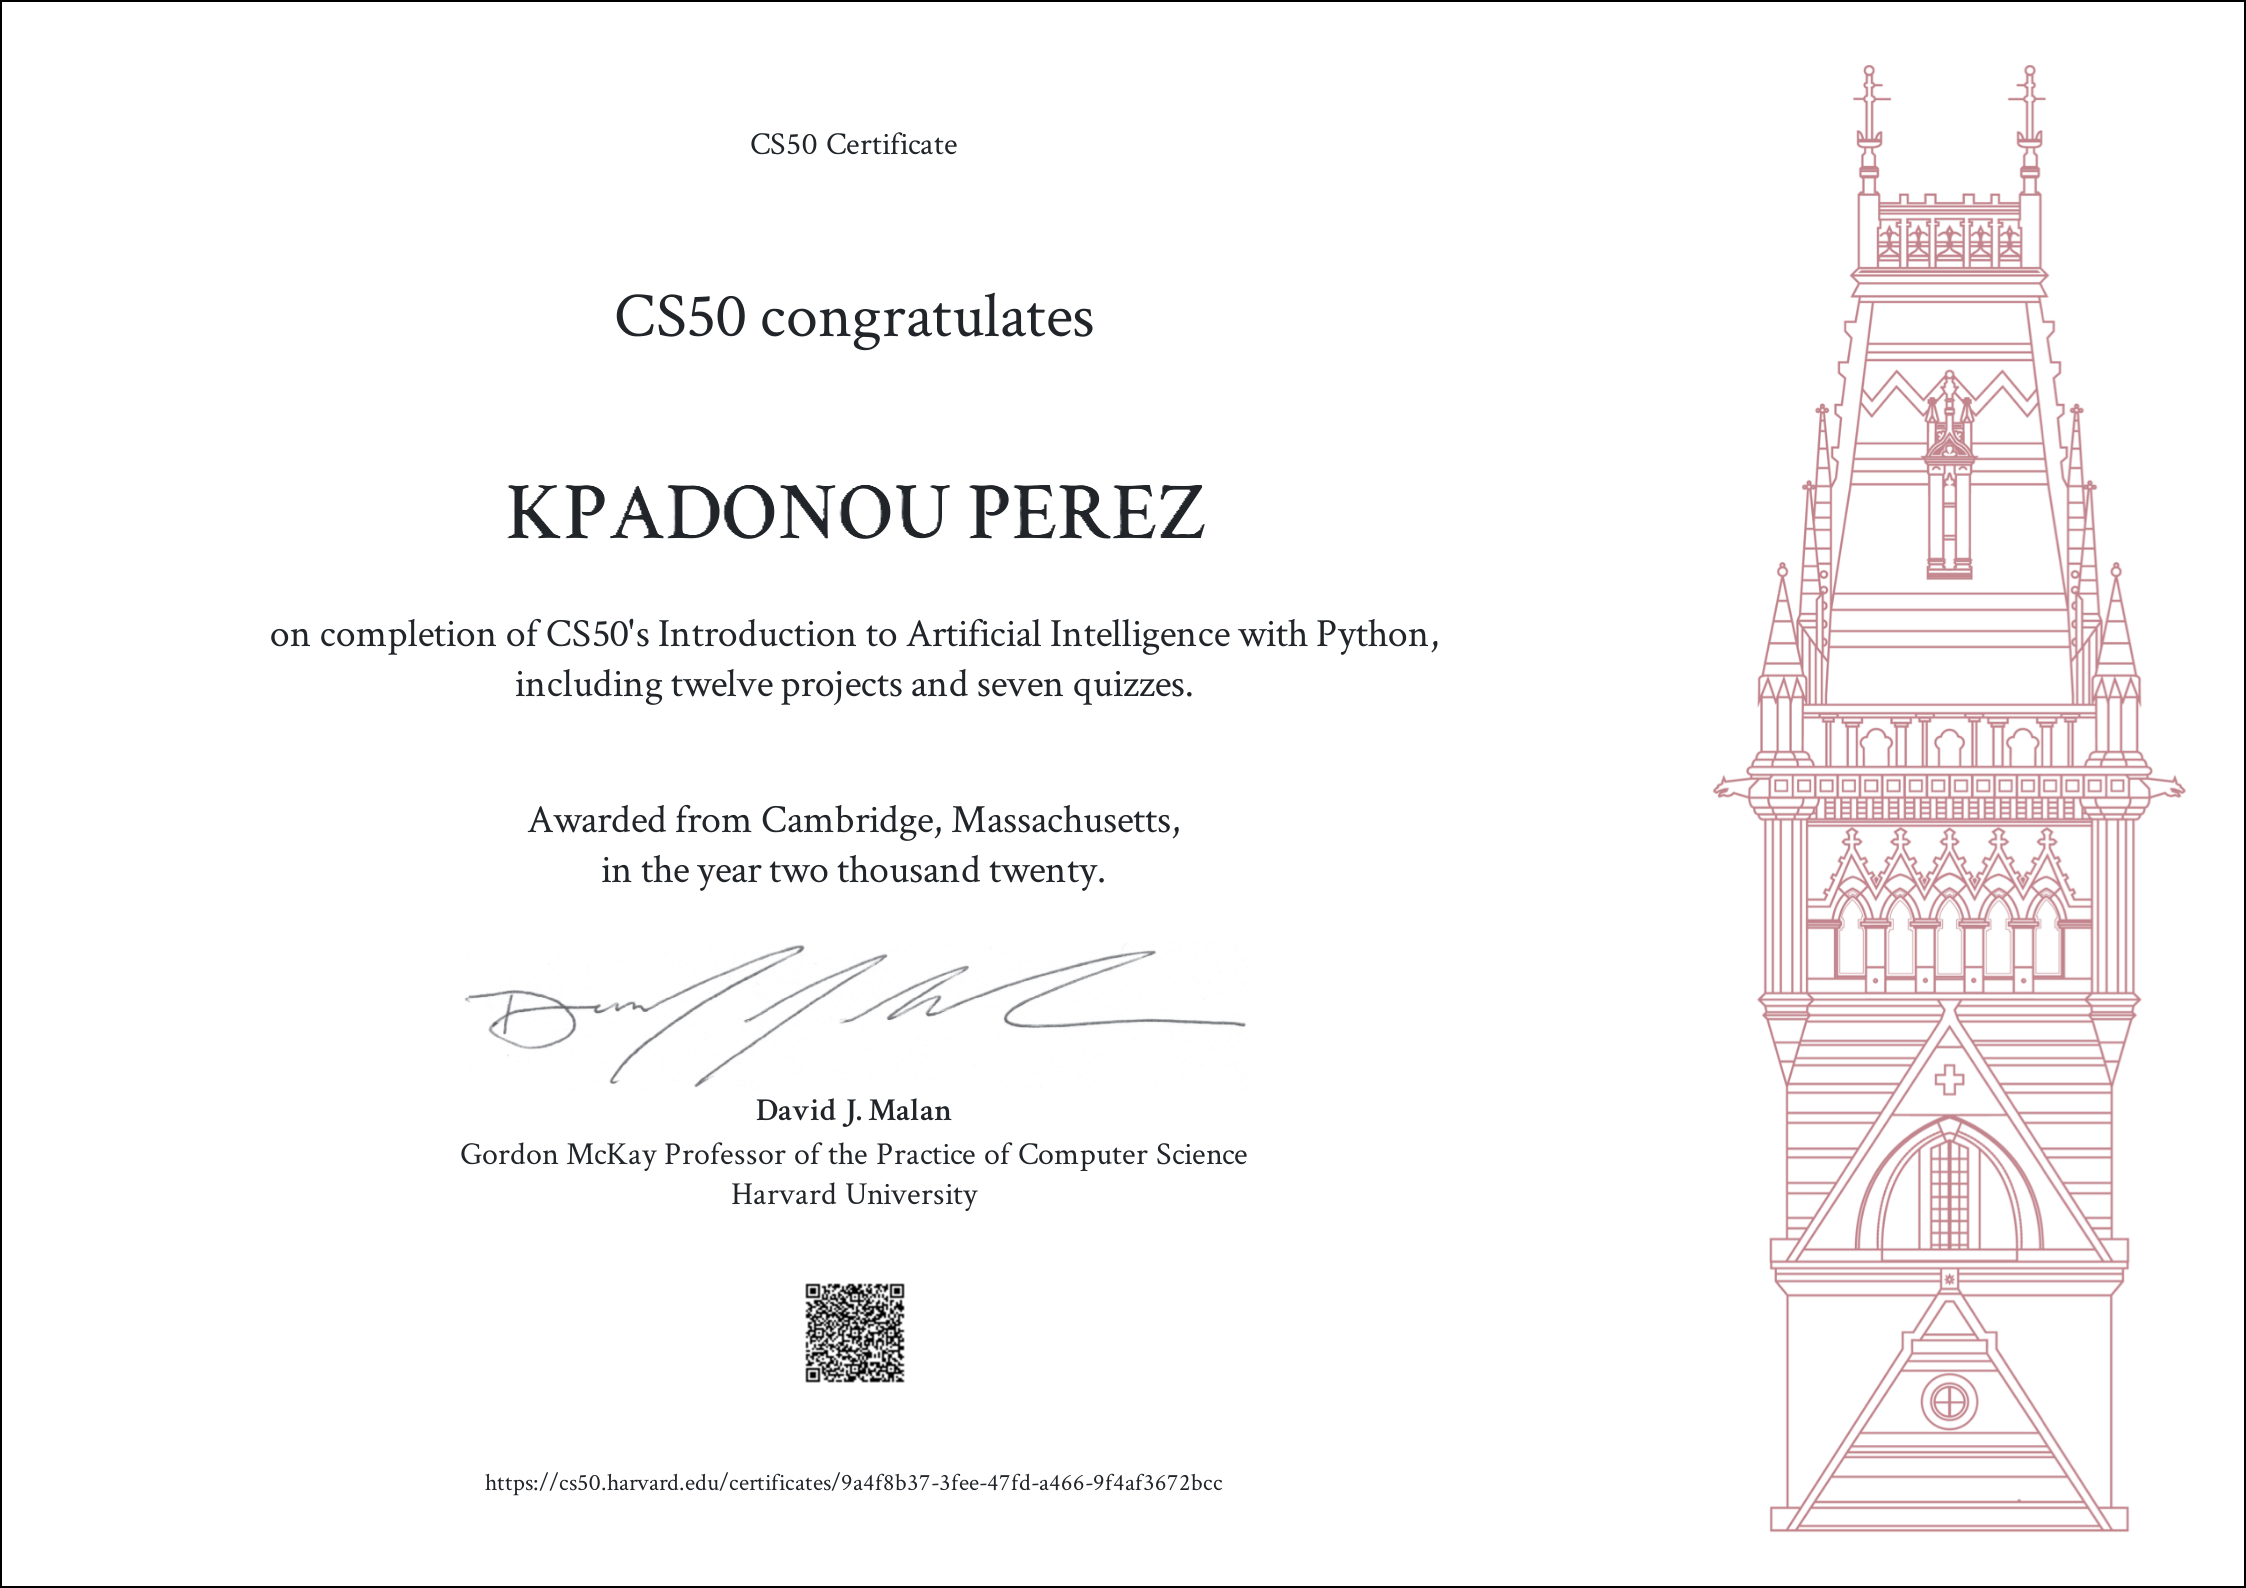 CS50 Certificate
CS50 congratulates
KPADONOU PEREZ
on completion of CS50's Introduction to Artificial Intelligence with Python,
including twelve projects and seven quizzes.
Awarded from Cambridge, Massachusetts,
in the year two thousand twenty.
David J. Malan
Gordon McKay Professor of the Practice of Computer Science
Harvard University
https://cs50.harvard.edu/certificates/9a4f8b37-3fee-47fd-a466-9f4af3672bcc